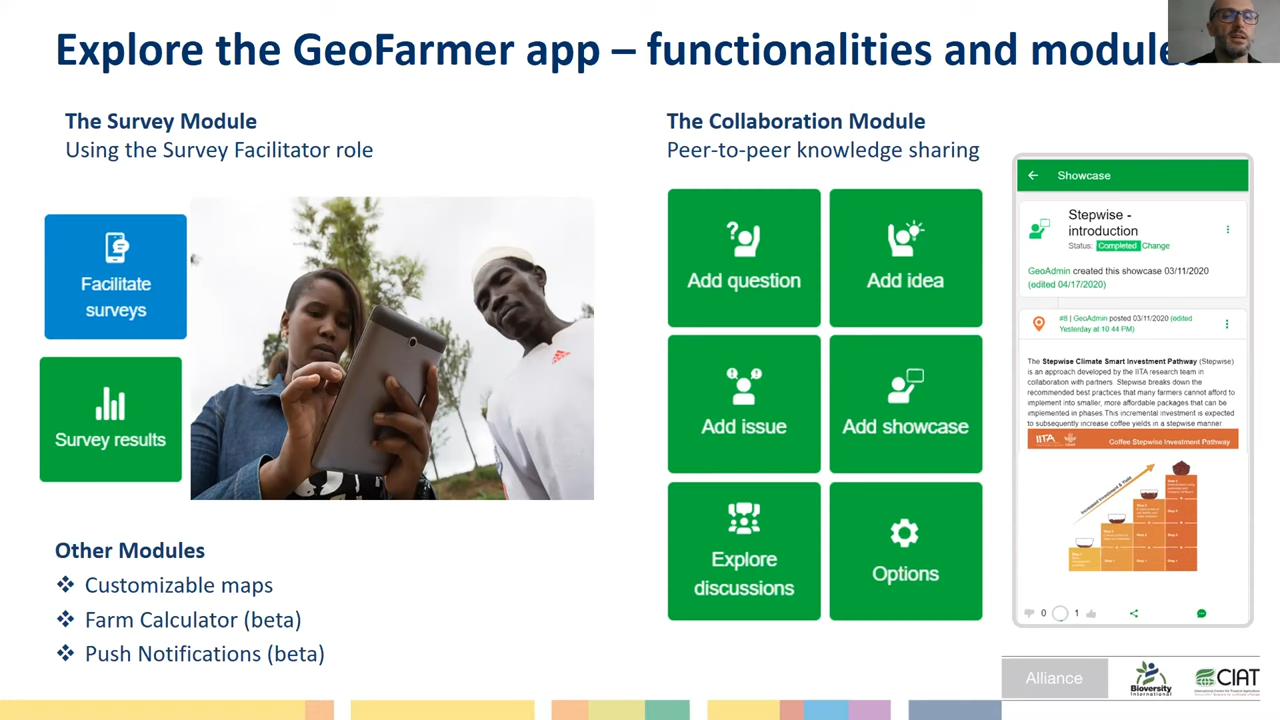 Explore the GeoFarmer app – functionalities and modules
The Survey Module
Using the Survey Facilitator role
Facilitate
surveys
Survey results
Other Modules
❖ Customizable maps
❖ Farm Calculator (beta)
❖ Push Notifications (beta)
The Collaboration Module
Peer-to-peer knowledge sharing
Add question
Add idea
Add issue
Add showcase
Explore
discussions
Options
Showcase
Stepwise -
introduction
Status: Completed Change
GeoAdmin created this showcase 03/11/2020
(edited 04/17/2020)
#8 | GeoAdmin posted 03/11/2020 (edited
Yesterday at 10:44 PM)
The Stepwise Climate Smart Investment Pathway (Stepwise)
is an approach developed by the IITA research team in
collaboration with partners. Stepwise breaks down the
recommended best practices that many farmers cannot afford to
implement into smaller, more affordable packages that can be
implemented in phases. This incremental investment is expected
to subsequently increase coffee yields in a stepwise manner
IITA
Coffee Stepwise Investment Pathway
Increased Investment & Yield
0
1
Alliance
Bioversity
International
CIAT